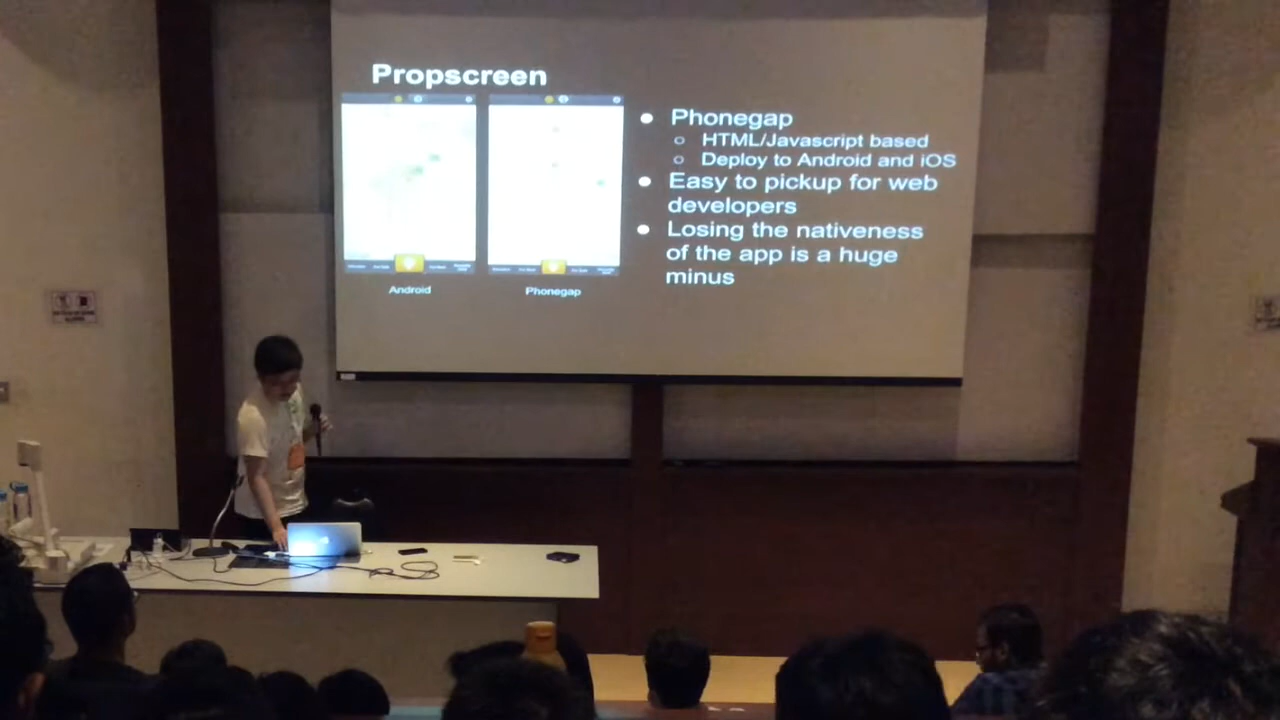 Propscreen
Phonegap
HTML/Javascript based
Deploy to Android and iOS
Easy to pickup for web
developers
Losing the nativeness
of the app is a huge
minus
Android
Phonegap